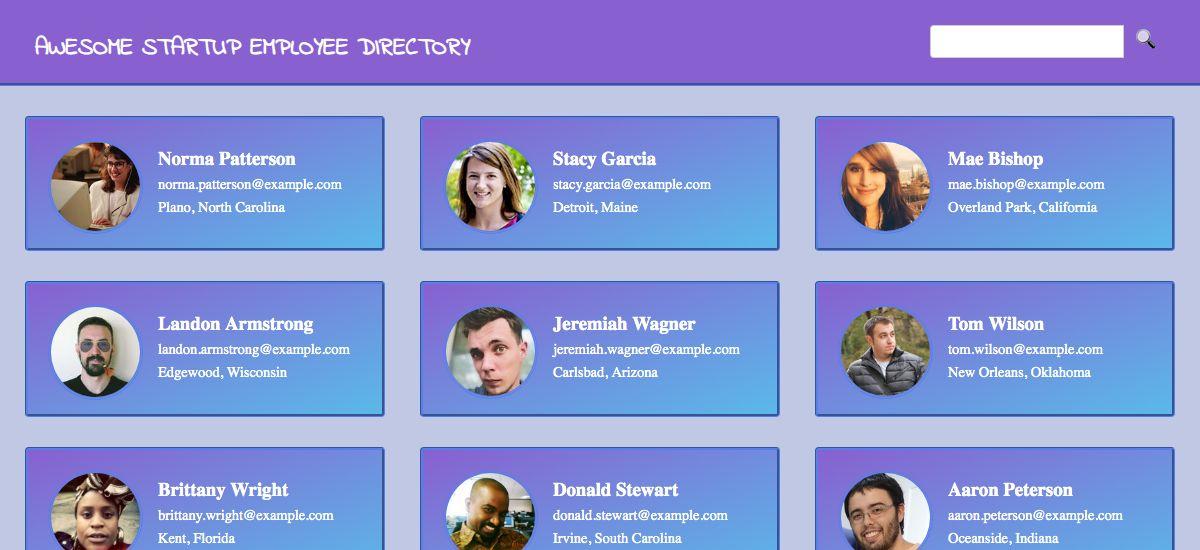 AWESOME STARTUP EMPLOYEE DIRECTORY
Norma Patterson
norma.patterson@example.com
Plano, North Carolina
Stacy Garcia
stacy.garcia@example.com
Detroit, Maine
Mae Bishop
mae.bishop@example.com
Overland Park, California
Landon Armstrong
landon.armstrong@example.com
Edgewood, Wisconsin
Jeremiah Wagner
jeremiah.wagner@example.com
Carlsbad, Arizona
Tom Wilson
tom.wilson@example.com
New Orleans, Oklahoma
Brittany Wright
brittany.wright@example.com
Kent, Florida
Donald Stewart
donald.stewart@example.com
Irvine, South Carolina
Aaron Peterson
aaron.peterson@example.com
Oceanside, Indiana